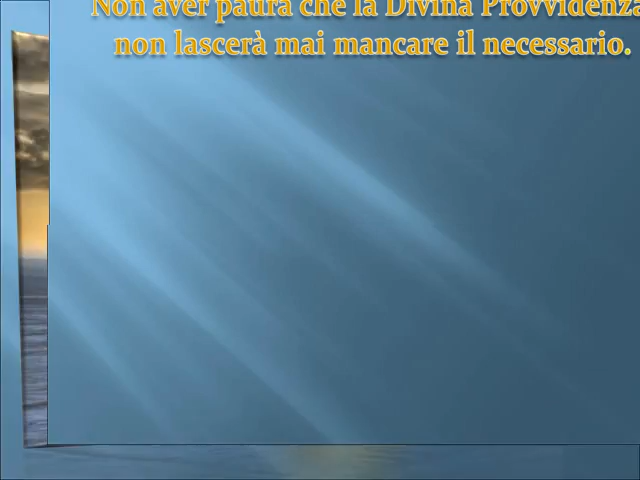 Non aver paura che la Divina Provvidenza
non lascerà mai mancare il necessario.